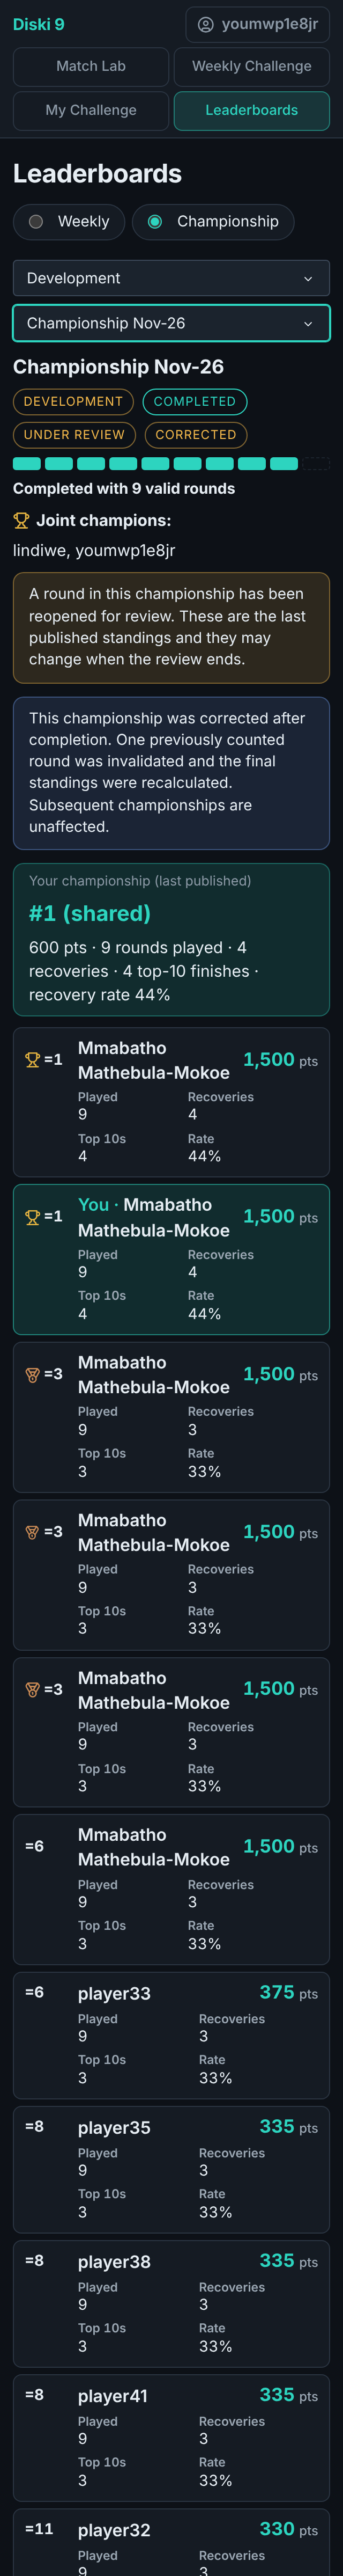 Diski 9
youmwp1e8jr
Match Lab
Weekly Challenge
My Challenge
Leaderboards
Leaderboards
Weekly
Championship
Development
Championship Nov-26
Championship Nov-26
DEVELOPMENT
COMPLETED
UNDER REVIEW
CORRECTED
Completed with 9 valid rounds
Joint champions:
lindiwe, youmwp1e8jr
A round in this championship has been
reopened for review. These are the last
published standings and they may
change when the review ends.
This championship was corrected after
completion. One previously counted
round was invalidated and the final
standings were recalculated.
Subsequent championships are
unaffected.
Your championship (last published)
#1 (shared)
600 pts · 9 rounds played · 4
recoveries · 4 top-10 finishes ·
recovery rate 44%
=1
Mmabatho
Mathebula-Mokoe
1,500 pts
Played
Recoveries
9
4
Top 10s
Rate
4
44%
=1
You · Mmabatho
Mathebula-Mokoe
1,500 pts
Played
Recoveries
9
4
Top 10s
Rate
4
44%
=3
Mmabatho
Mathebula-Mokoe
1,500 pts
Played
Recoveries
9
3
Top 10s
Rate
3
33%
=3
Mmabatho
Mathebula-Mokoe
1,500 pts
Played
Recoveries
9
3
Top 10s
Rate
3
33%
=3
Mmabatho
Mathebula-Mokoe
1,500 pts
Played
Recoveries
9
3
Top 10s
Rate
3
33%
=6
Mmabatho
Mathebula-Mokoe
1,500 pts
Played
Recoveries
9
3
Top 10s
Rate
3
33%
=6
player33
375 pts
Played
Recoveries
9
3
Top 10s
Rate
3
33%
=8
player35
335 pts
Played
Recoveries
9
3
Top 10s
Rate
3
33%
=8
player38
335 pts
Played
Recoveries
9
3
Top 10s
Rate
3
33%
=8
player41
335 pts
Played
Recoveries
9
3
Top 10s
Rate
3
33%
=11
player32
330 pts
Played
Recoveries
9
3